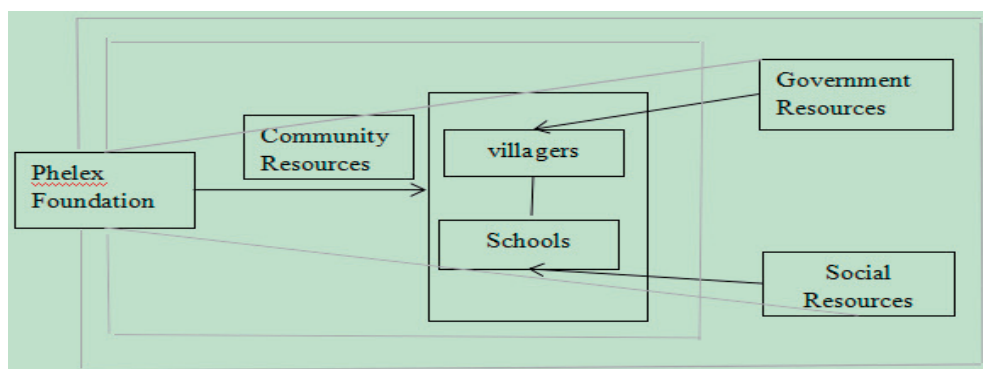 Phelex
Foundation
Community
Resources
villagers
Schools
Government
Resources
Social
Resources